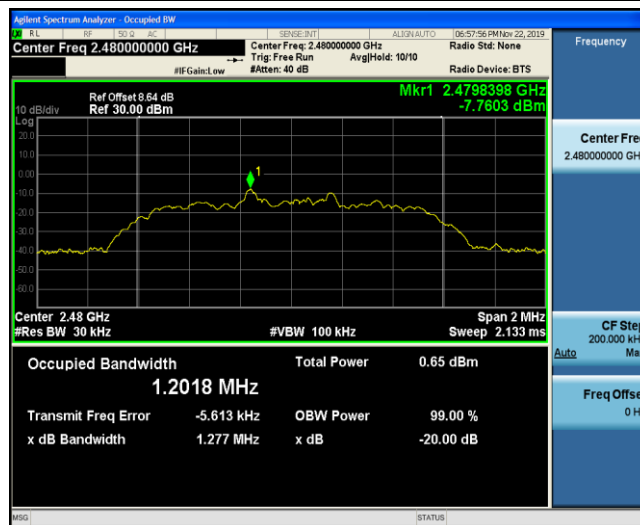 Agilent Spectrum Analyzer - Occupied BW
RL RF 50 Ω AC SENSE:INT ALIGN AUTO 06:57:56 PM Nov 22, 2019
Center Freq 2.480000000 GHz
Center Freq: 2.480000000 GHz
Radio Std: None
Trig: Free Run Avg|Hold: 10/10
#IFGain:Low #Atten: 40 dB Radio Device: BTS
Frequency
Mkr1 2.4798398 GHz
-7.7603 dBm
Ref Offset 8.64 dB
10 dB/div Ref 30.00 dBm
Log
20.0
10.0
0.00
-10.0
-20.0
-30.0
-40.0
-50.0
-60.0
1
Center Fre
2.480000000 GH
Center 2.48 GHz Span 2 MHz
#Res BW 30 kHz #VBW 100 kHz Sweep 2.133 ms
CF Ste
200.000 kH
Auto Ma
Occupied Bandwidth Total Power 0.65 dBm
1.2018 MHz
Transmit Freq Error -5.613 kHz OBW Power 99.00 %
x dB Bandwidth 1.277 MHz x dB -20.00 dB
Freq Offse
0 H
MSG STATUS